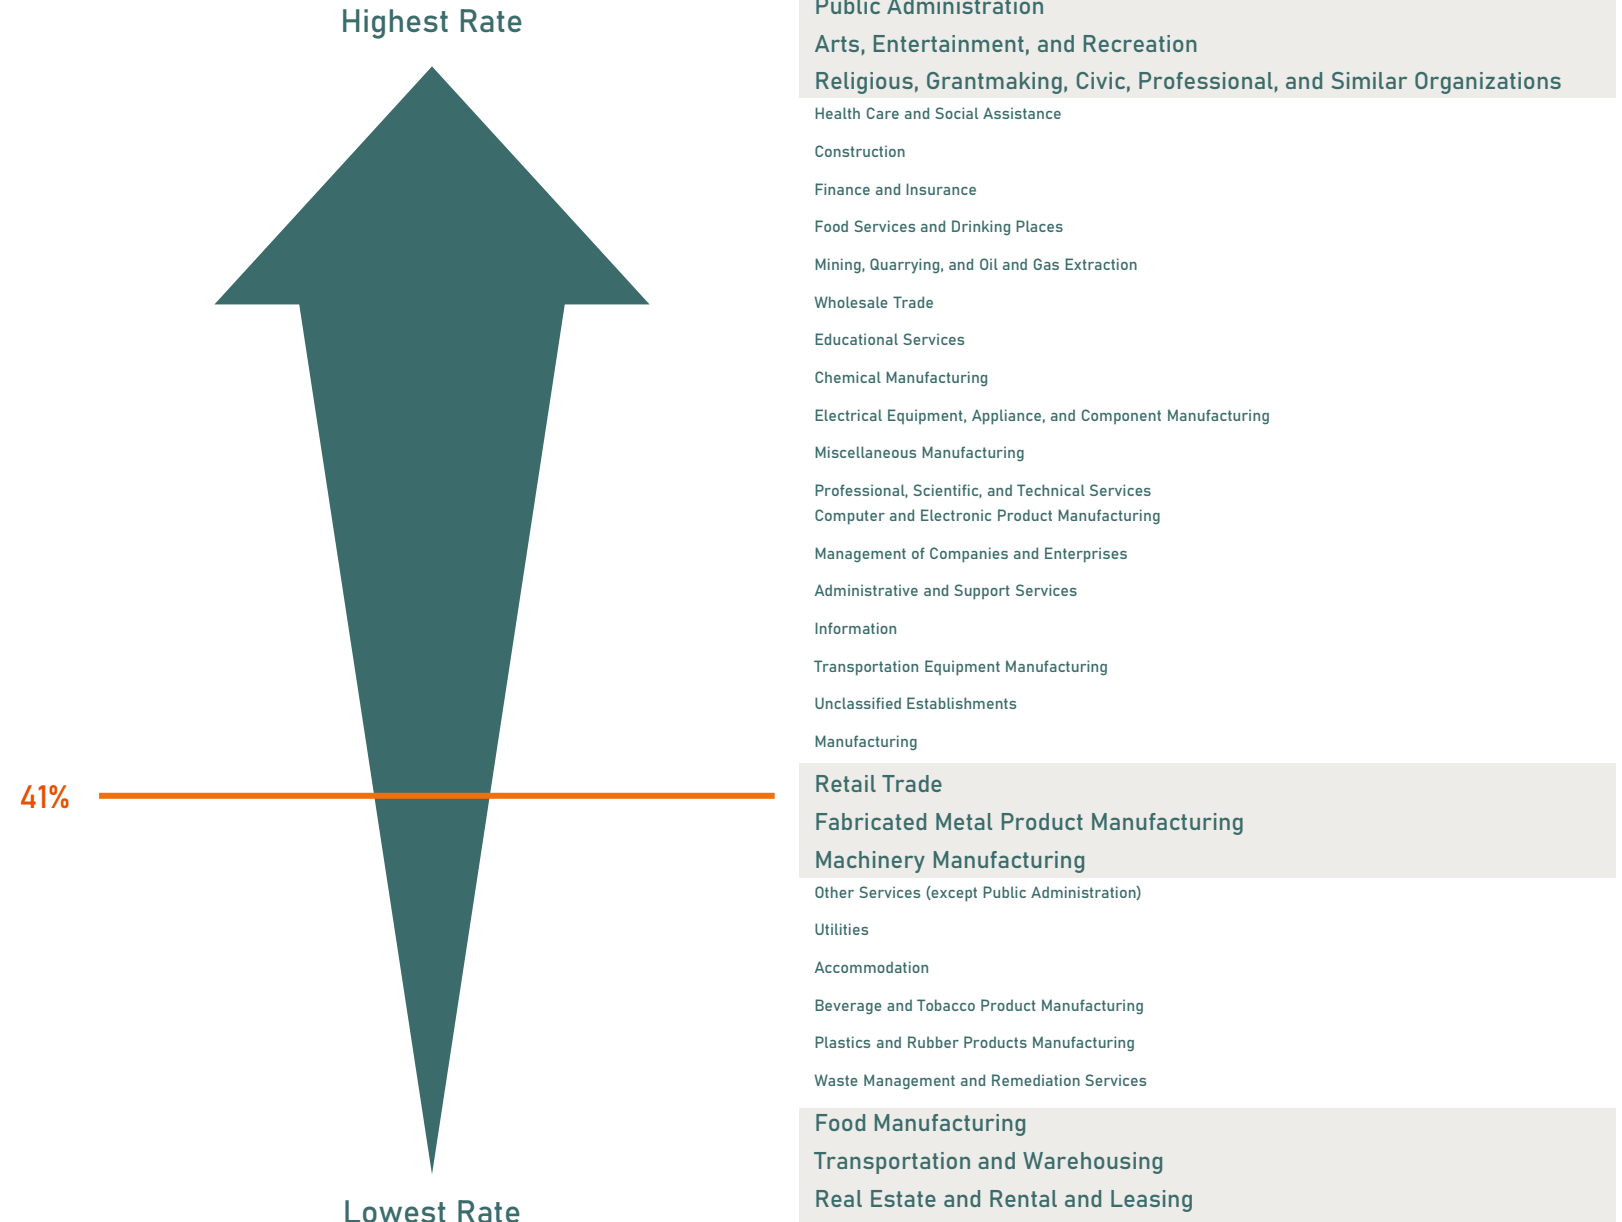 Highest Rate
Public Administration
Arts, Entertainment, and Recreation
Religious, Grantmaking, Civic, Professional, and Similar Organizations
Health Care and Social Assistance
Construction
Finance and Insurance
Food Services and Drinking Places
Mining, Quarrying, and Oil and Gas Extraction
Wholesale Trade
Educational Services
Chemical Manufacturing
Electrical Equipment, Appliance, and Component Manufacturing
Miscellaneous Manufacturing
Professional, Scientific, and Technical Services
Computer and Electronic Product Manufacturing
Management of Companies and Enterprises
Administrative and Support Services
Information
Transportation Equipment Manufacturing
Unclassified Establishments
Manufacturing
41%
Retail Trade
Fabricated Metal Product Manufacturing
Machinery Manufacturing
Other Services (except Public Administration)
Utilities
Accommodation
Beverage and Tobacco Product Manufacturing
Plastics and Rubber Products Manufacturing
Waste Management and Remediation Services
Food Manufacturing
Transportation and Warehousing
Real Estate and Rental and Leasing
Lowest Rate